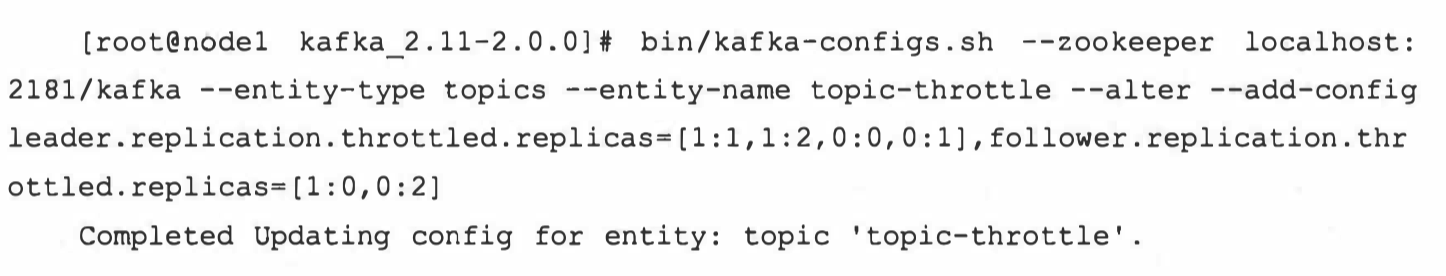 [root@node1 kafka_2.11-2.0.0]# bin/kafka-configs.sh --zookeeper localhost:
2181/kafka --entity-type topics --entity-name topic-throttle --alter --add-config
leader.replication.throttled.replicas=[1:1,1:2,0:0,0:1],follower.replication.thr
ottled.replicas=[1:0,0:2]
Completed Updating config for entity: topic 'topic-throttle'.